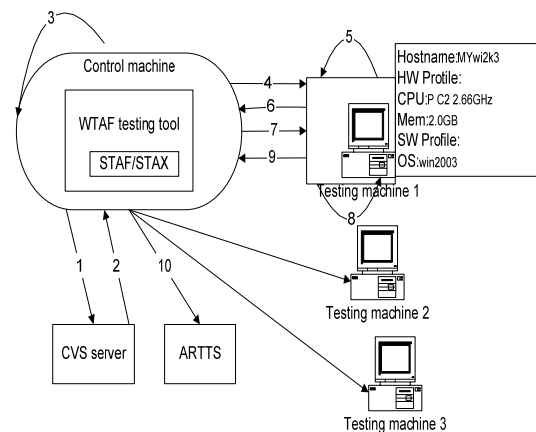 3
Control machine
WTAF testing tool
STAF/STAX
4
5
6
7
9
8
Hostname:MYwi2k3
HW Protile:
CPU:P C2 2.66GHz
Mem:2.0GB
SW Profile:
OS:win2003
Testing machine 1
1
2
10
CVS server
ARTTS
Testing machine 2
Testing machine 3